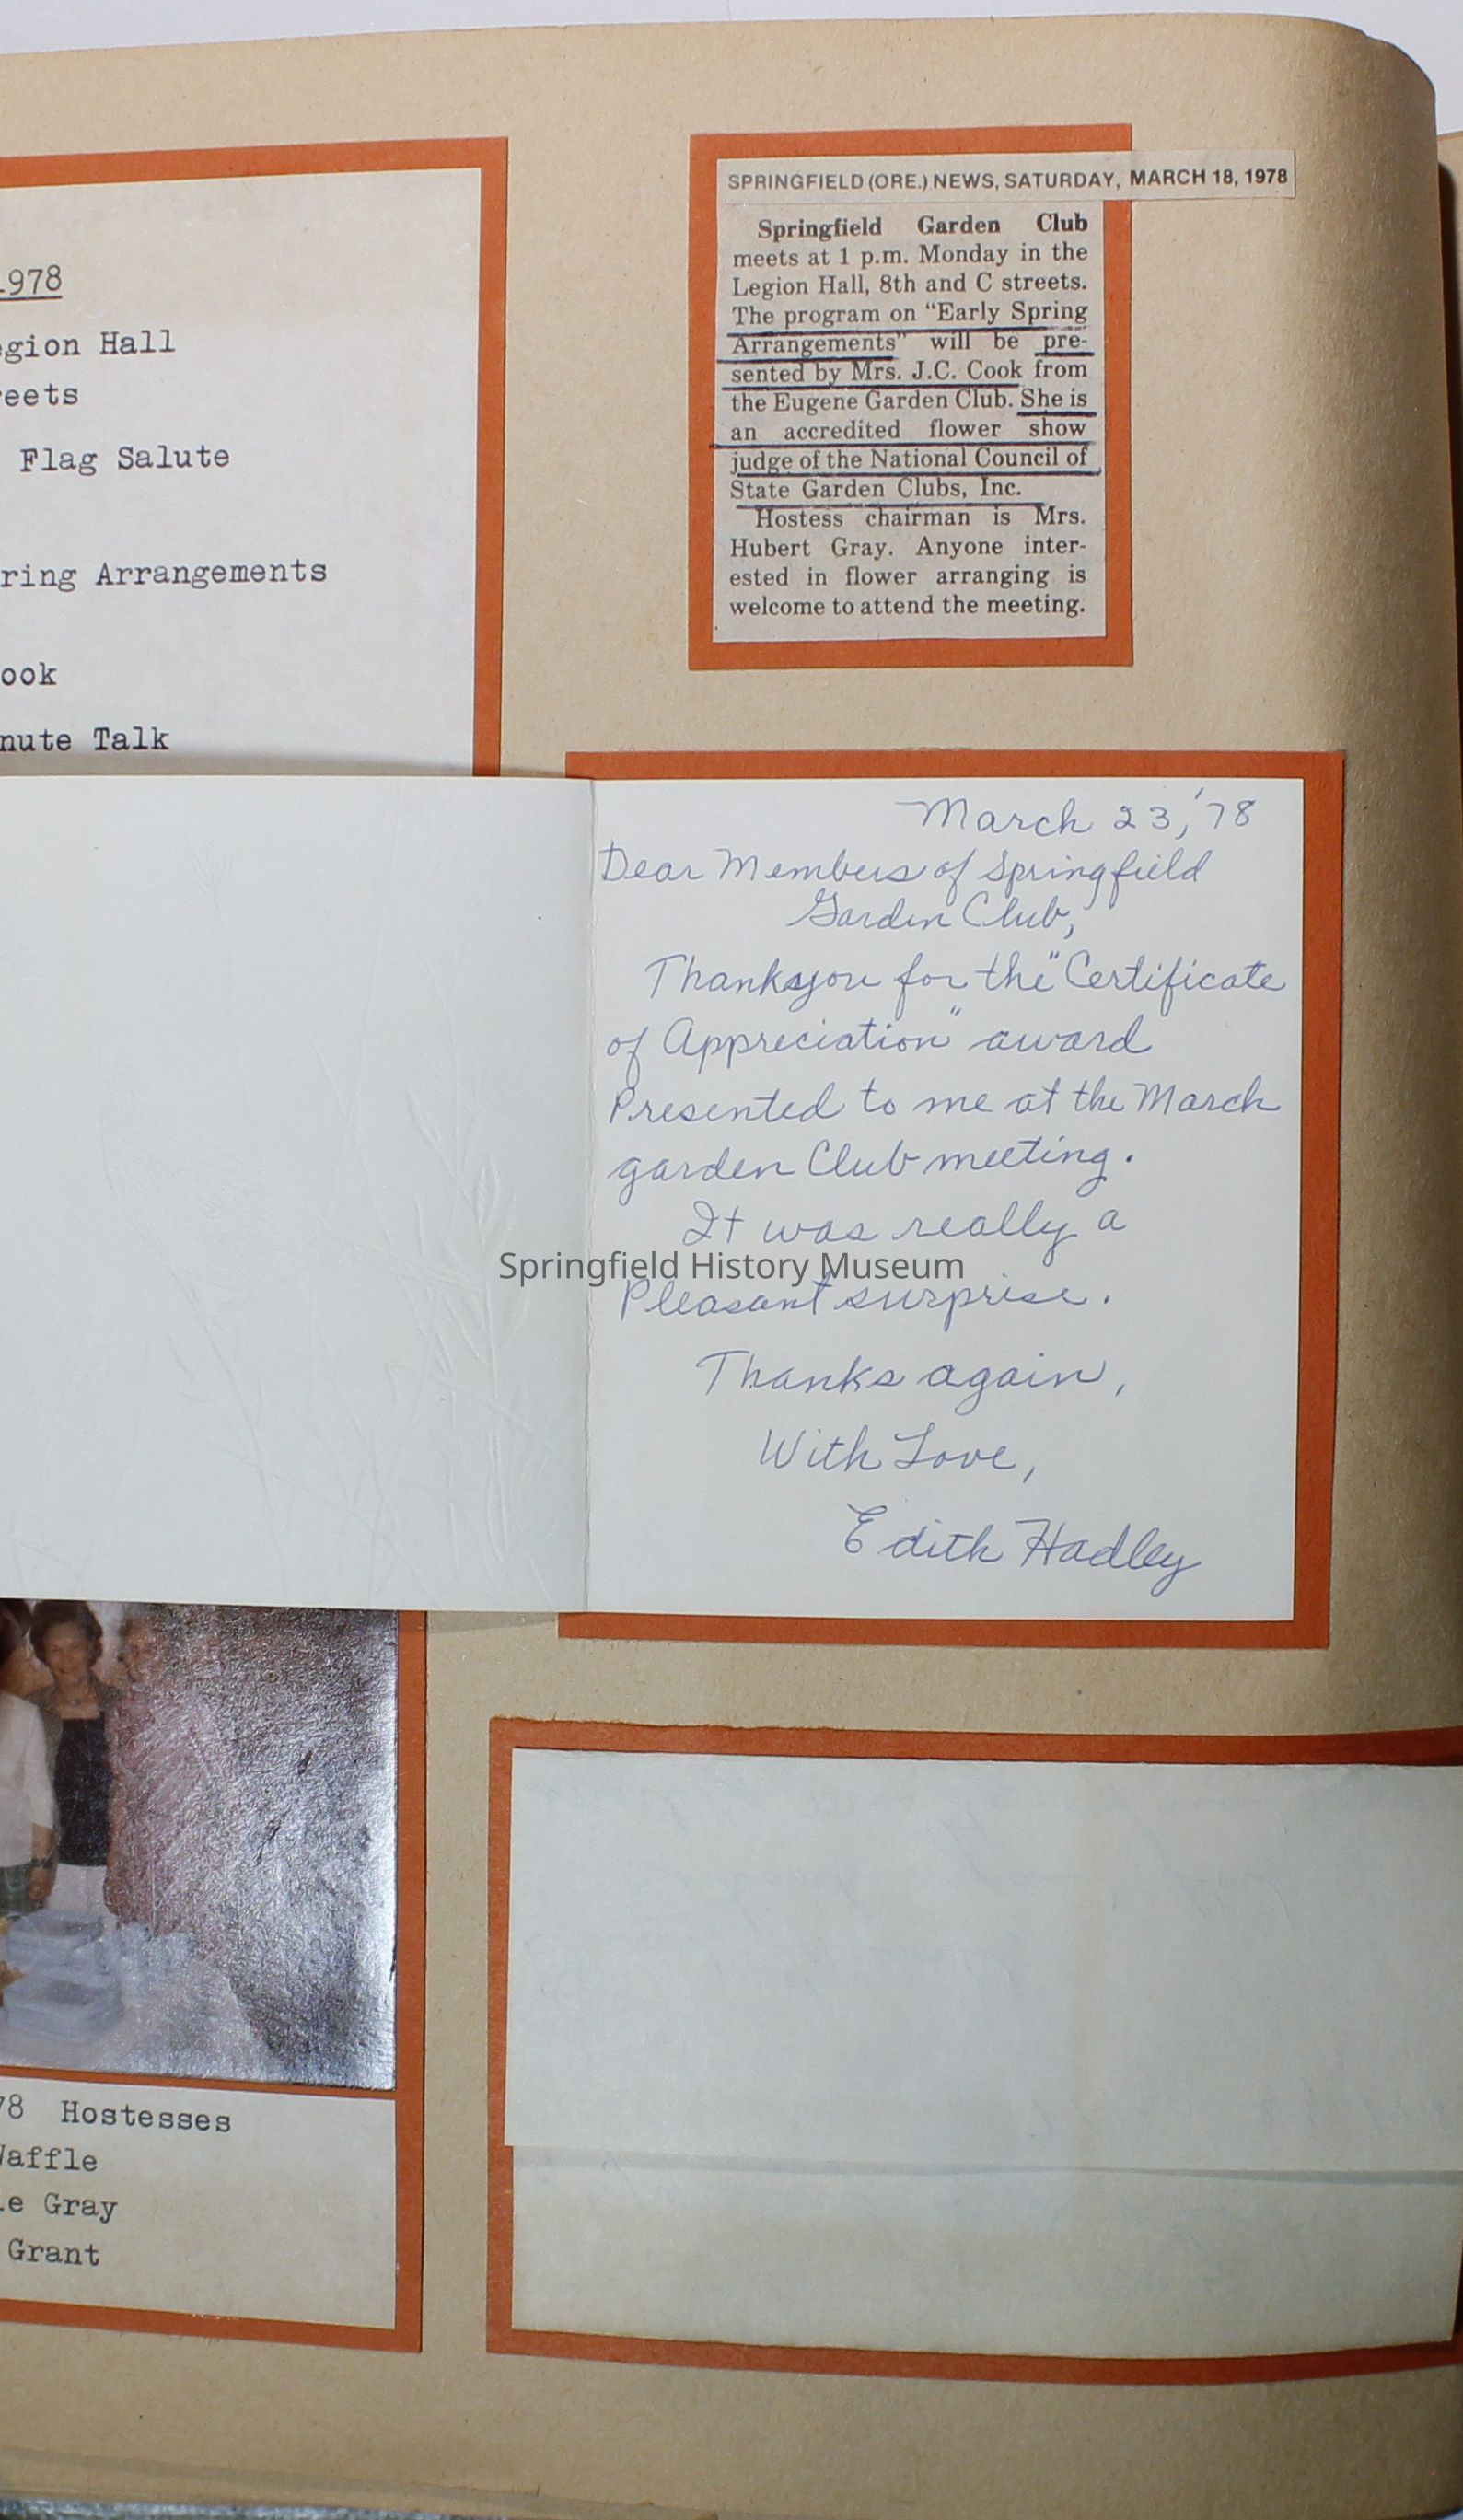 1978
egion Hall
reets
Flag Salute
ring Arrangements
ook
nute Talk
SPRINGFIELD (ORE.) NEWS, SATURDAY, MARCH 18, 1978
Springfield Garden Club
meets at 1 p.m. Monday in the
Legion Hall, 8th and C streets.
The program on "Early Spring
Arrangements" will be pre-
sented by Mrs. J.C. Cook from
the Eugene Garden Club. She is
an accredited flower show
judge of the National Council of
State Garden Clubs, Inc.
Hostess chairman is Mrs.
Hubert Gray. Anyone inter-
ested in flower arranging is
welcome to attend the meeting.
March 23, '78
Dear Members of Springfield
Garden Club,
Thankyou for the "Certificate
of Appreciation" award
Presented to me at the March
garden Club meeting.
It was really a
Pleasant surprise.
Thanks again,
With Love,
Edith Hadley
Springfield History Museum
78 Hostesses
Waffle
le Gray
Grant